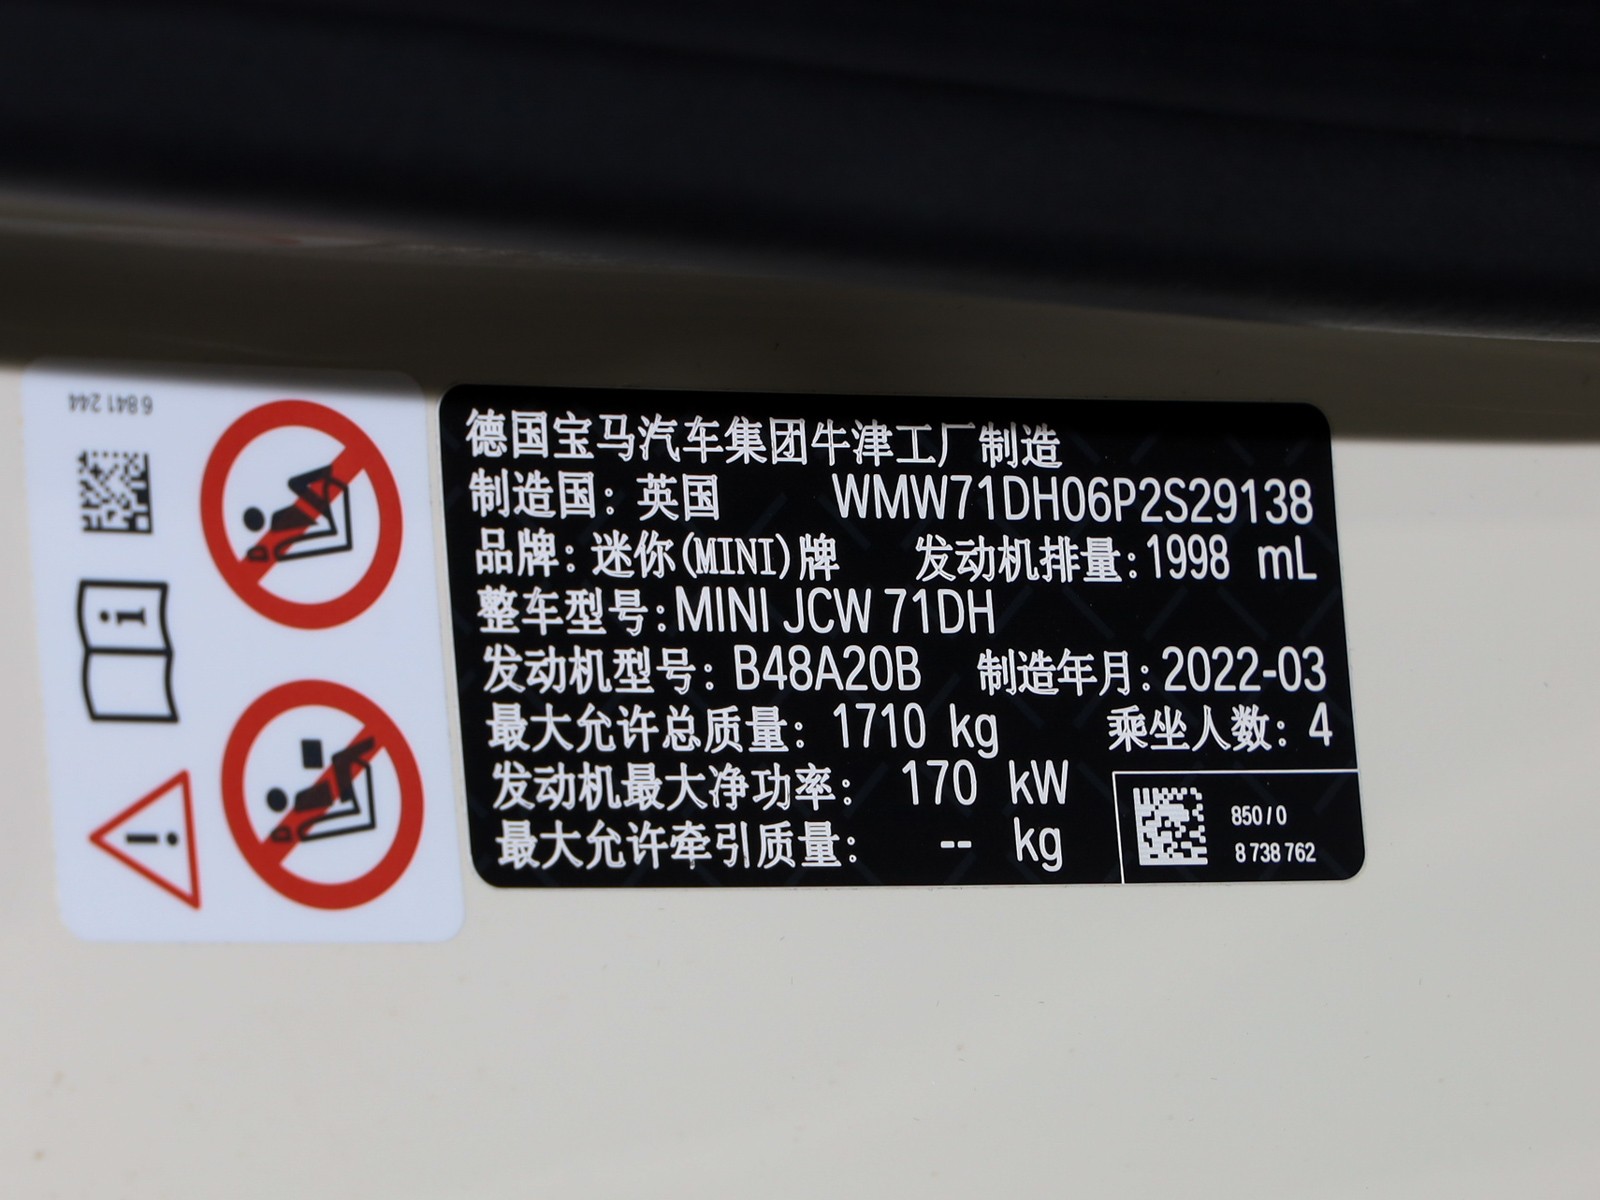 6841244
德国宝马汽车集团牛津工厂制造
制造国：英国 WMW71DH06P2S29138
品牌：迷你(MINI)牌 发动机排量：1998 mL
整车型号：MINI JCW 71DH
发动机型号：B48A20B 制造年月：2022-03
最大允许总质量：1710 kg 乘坐人数：4
发动机最大净功率：170 kW
最大允许牵引质量：-- kg
850/0
8 738 762